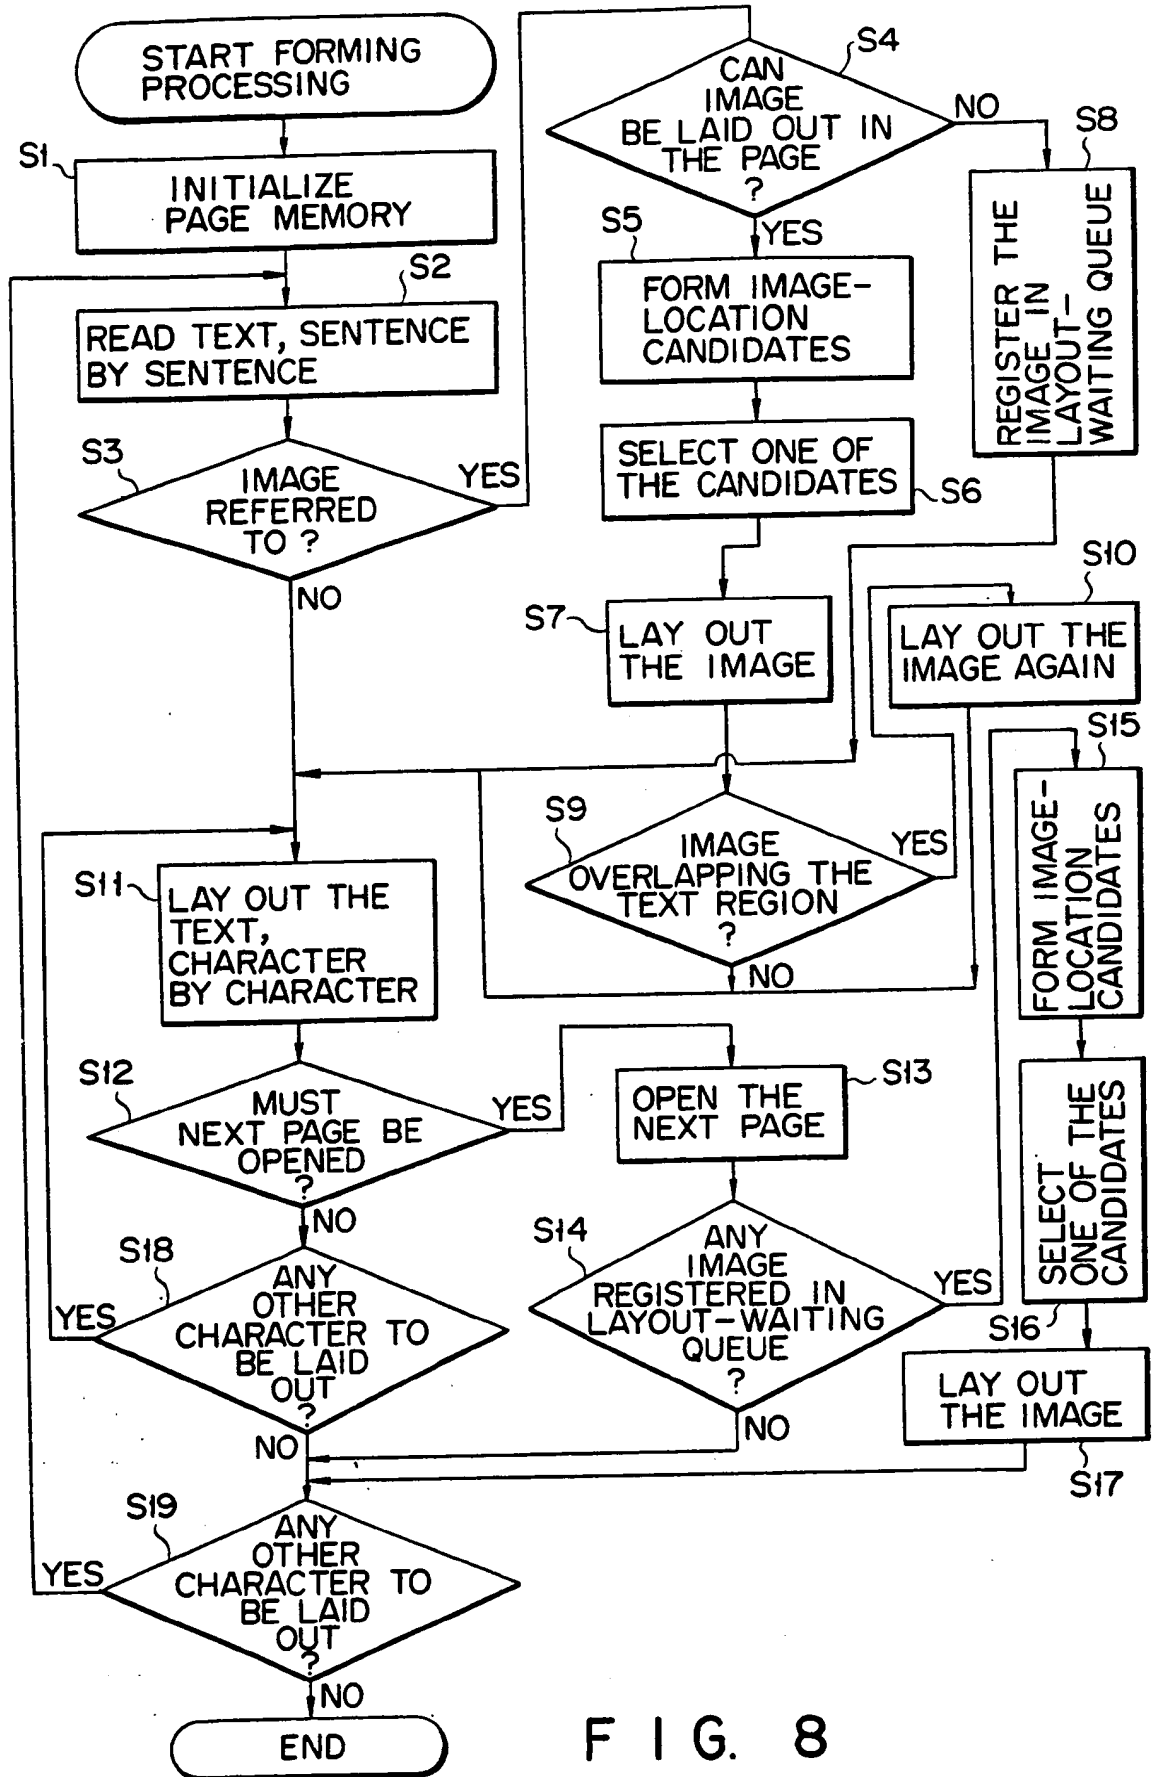 START FORMING
PROCESSING
S1
INITIALIZE
PAGE MEMORY
S2
READ TEXT, SENTENCE
BY SENTENCE
S3
IMAGE
REFERRED
TO ?
YES
NO
S4
CAN
IMAGE
BE LAID OUT IN
THE PAGE
?
NO
YES
S8
REGISTER THE
IMAGE IN
LAYOUT-
WAITING QUEUE
S5
FORM IMAGE-
LOCATION
CANDIDATES
SELECT ONE OF
THE CANDIDATES
S6
S7
LAY OUT
THE IMAGE
S10
LAY OUT THE
IMAGE AGAIN
S9
IMAGE
OVERLAPPING THE
TEXT REGION
?
YES
NO
S15
FORM IMAGE-
LOCATION
CANDIDATES
S11
LAY OUT THE
TEXT,
CHARACTER
BY CHARACTER
S12
MUST
NEXT PAGE BE
OPENED
?
YES
NO
S13
OPEN THE
NEXT PAGE
S14
ANY
IMAGE
REGISTERED IN
LAYOUT-WAITING
QUEUE
?
YES
NO
SELECT
ONE OF THE
CANDIDATES
S16
LAY OUT
THE IMAGE
S17
S18
ANY
OTHER
CHARACTER TO
BE LAID
OUT
?
YES
NO
S19
ANY
OTHER
CHARACTER TO
BE LAID
OUT
?
YES
NO
END
FIG. 8